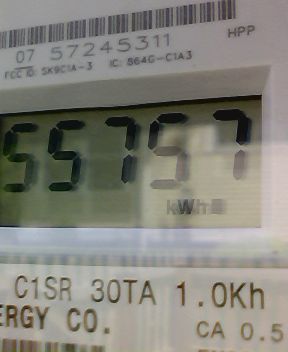 HPP
07 57245311
FCC ID: SK9C1A-3 IC: 864G-C1A3
55757
kWh
C1SR 30TA 1.0Kh
ERGY CO.
CA 0.5